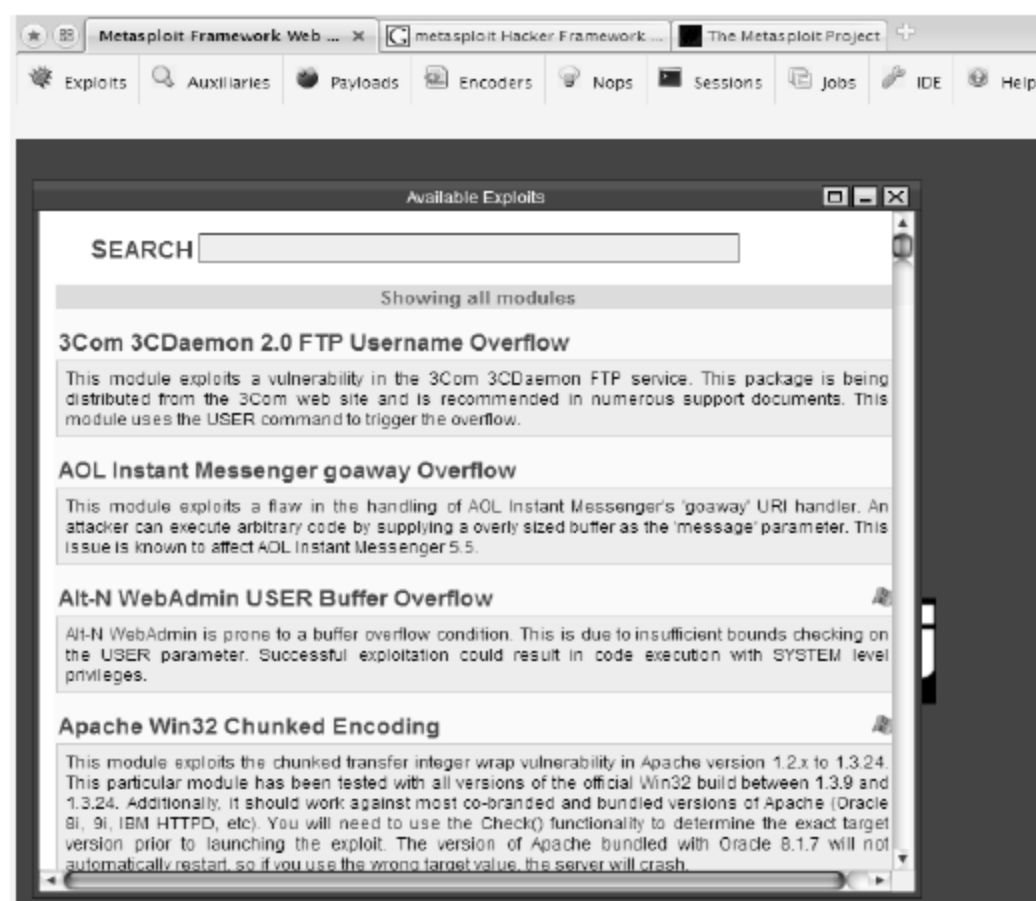 Metasploit Framework Web ... x metasploit Hacker Framework ... The Metasploit Project
Exploits Auxiliaries Payloads Encoders Nops Sessions Jobs IDE Help
Available Exploits
SEARCH
Showing all modules
3Com 3CDaemon 2.0 FTP Username Overflow
This module exploits a vulnerability in the 3Com 3CDaemon FTP service. This package is being
distributed from the 3Com web site and is recommended in numerous support documents. This
module uses the USER command to trigger the overflow.
AOL Instant Messenger goaway Overflow
This module exploits a flaw in the handling of AOL Instant Messenger's 'goaway' URI handler. An
attacker can execute arbitrary code by supplying a overly sized buffer as the 'message' parameter. This
issue is known to affect AOL Instant Messenger 5.5.
Alt-N WebAdmin USER Buffer Overflow
Alt-N WebAdmin is prone to a buffer overflow condition. This is due to insufficient bounds checking on
the USER parameter. Successful exploitation could result in code execution with SYSTEM level
privileges.
Apache Win32 Chunked Encoding
This module exploits the chunked transfer integer wrap vulnerability in Apache version 1.2.x to 1.3.24.
This particular module has been tested with all versions of the official Win32 build between 1.3.9 and
1.3.24. Additionally, it should work against most co-branded and bundled versions of Apache (Oracle
8i, 9i, IBM HTTPD, etc). You will need to use the Check() functionality to determine the exact target
version prior to launching the exploit. The version of Apache bundled with Oracle 8.1.7 will not
automatically restart, so if you use the wrong target value, the server will crash.